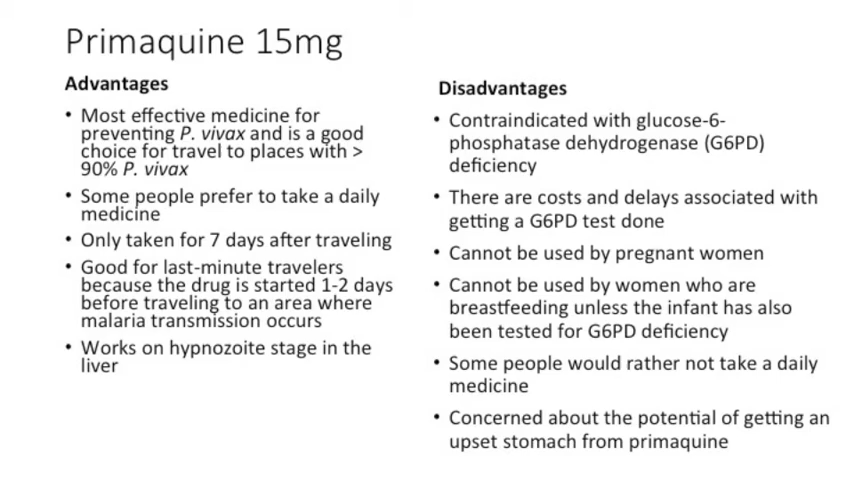 Primaquine 15mg
Advantages
• Most effective medicine for
preventing P. vivax and is a good
choice for travel to places with >
90% P. vivax
• Some people prefer to take a daily
medicine
• Only taken for 7 days after traveling
• Good for last-minute travelers
because the drug is started 1-2 days
before traveling to an area where
malaria transmission occurs
• Works on hypnozoite stage in the
liver
Disadvantages
• Contraindicated with glucose-6-
phosphatase dehydrogenase (G6PD)
deficiency
• There are costs and delays associated with
getting a G6PD test done
• Cannot be used by pregnant women
• Cannot be used by women who are
breastfeeding unless the infant has also
been tested for G6PD deficiency
• Some people would rather not take a daily
medicine
• Concerned about the potential of getting an
upset stomach from primaquine